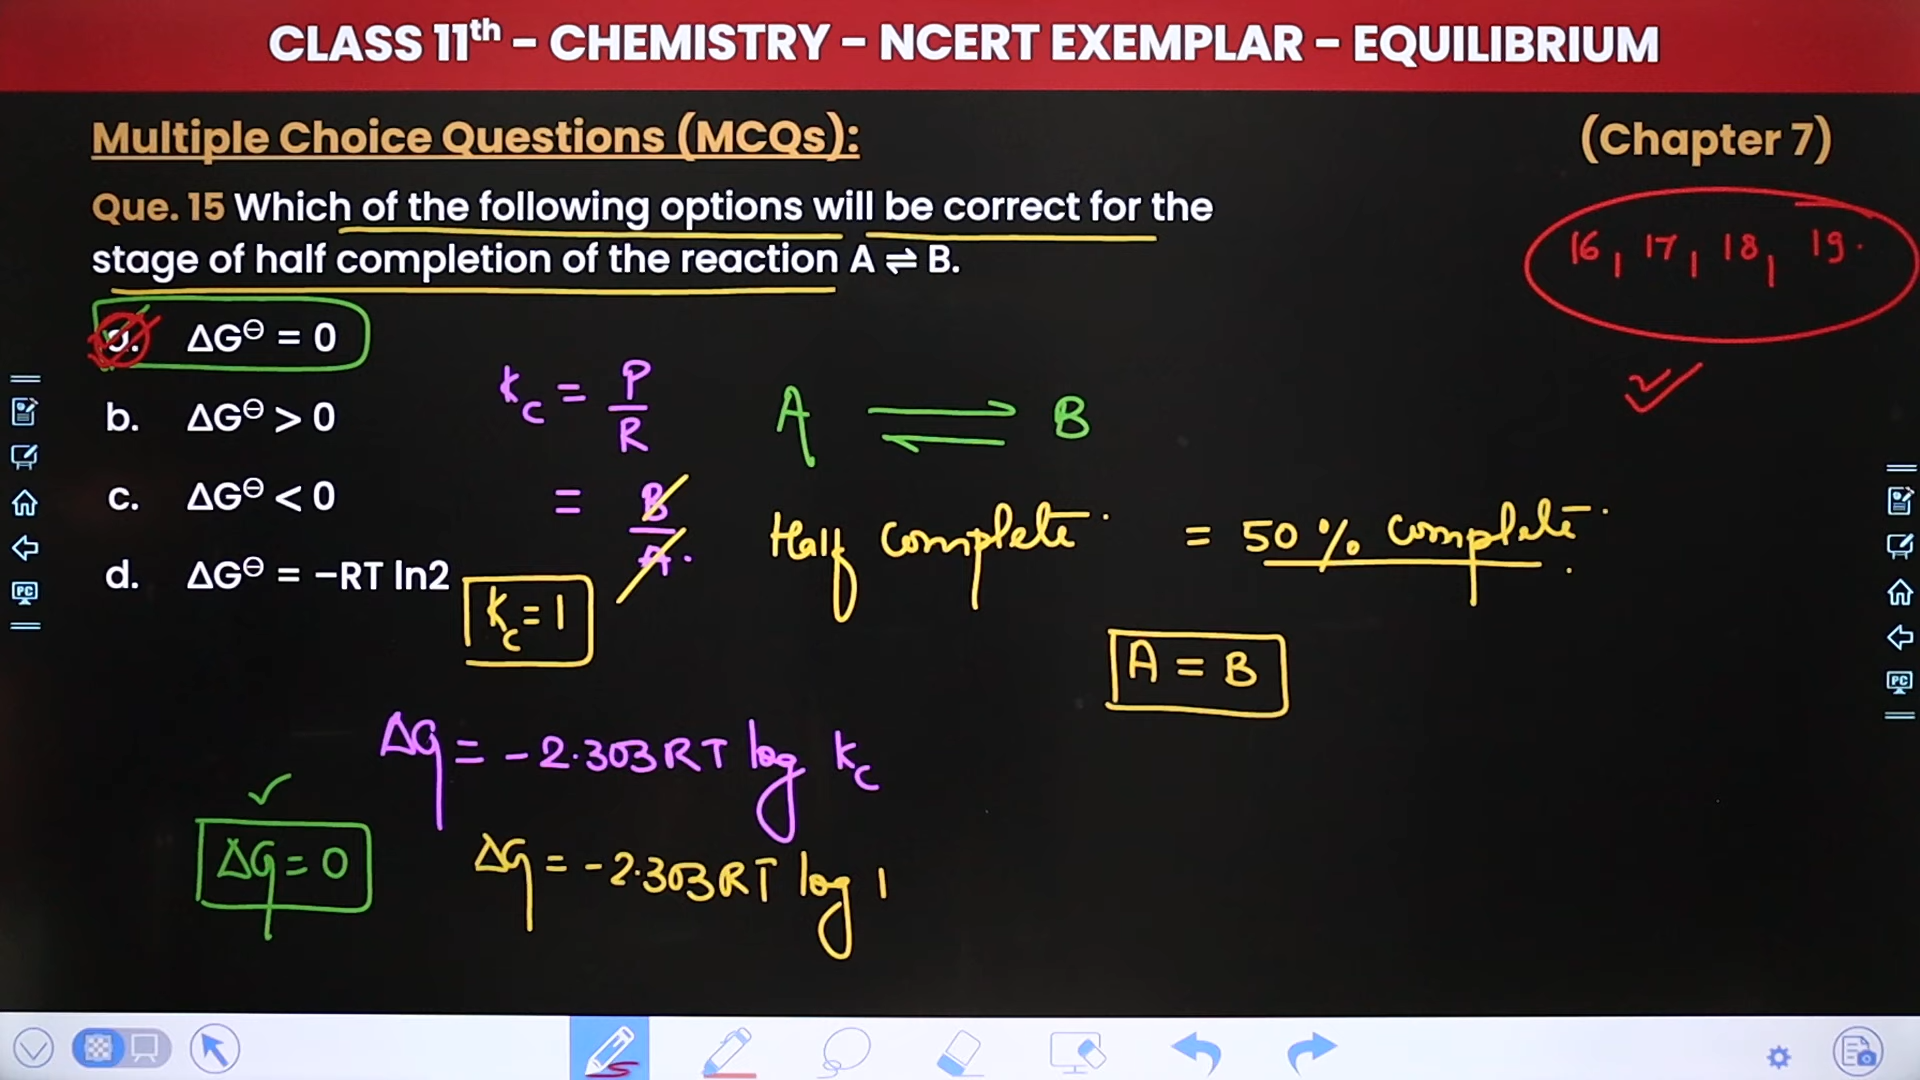 CLASS 11th - CHEMISTRY - NCERT EXEMPLAR - EQUILIBRIUM
Multiple Choice Questions (MCQs):
(Chapter 7)
Que. 15 Which of the following options will be correct for the
stage of half completion of the reaction A ⇌ B.
16, 17, 18, 19.
a. ΔG⊖ = 0
b. ΔG⊖ > 0
c. ΔG⊖ < 0
d. ΔG⊖ = −RT ln2
Kc = P/R
= B/A.
Kc = 1
A ⇌ B
Half Complete. = 50% Complete.
A = B
ΔG = -2.303RT log Kc
ΔG = -2.303RT log 1
ΔG = 0
PC
PC